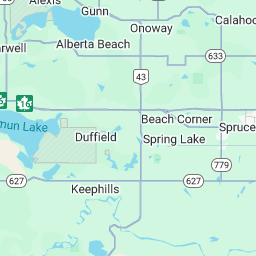 Alexis
Gunn
Onoway
Calahoo
arwell
Alberta Beach
633
43
16
Beach Corner
Spruce
mun Lake
Duffield
Spring Lake
779
627
Keephills
627
627